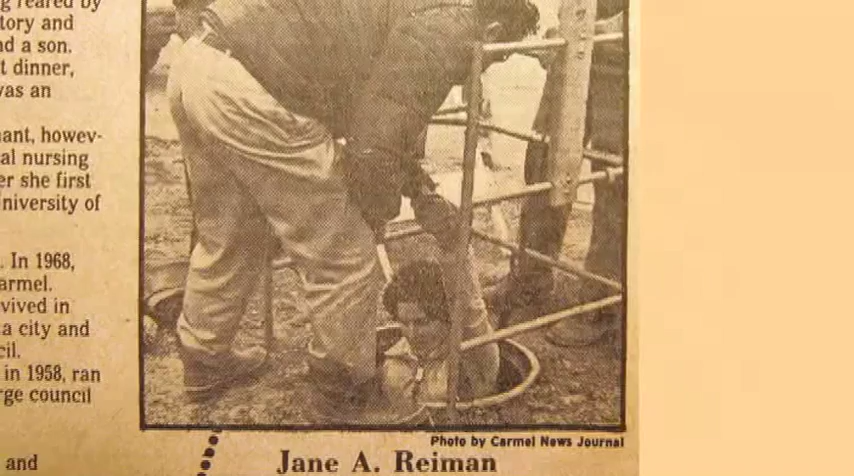 g reared by
tory and
nd a son.
t dinner,
was an
ant, howev-
al nursing
er she first
niversity of
. In 1968,
armel.
vived in
a city and
cil.
in 1958, ran
rge council
and
Photo by Carmel News Journal
Jane A. Reiman